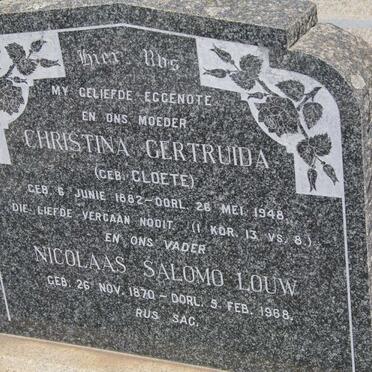 Hier Rus
MY GELIEFDE EGGENOTE
EN ONS MOEDER
CHRISTINA GERTRUIDA
(GEB. CLOETE)
GEB. 6 JUNIE 1882 - OORL. 26 MEI 1948.
DIE LIEFDE VERGAAN NOOIT. (1 KOR. 13 VS. 8.)
EN ONS VADER
NICOLAAS SALOMO LOUW
GEB. 26 NOV. 1870 - OORL. 5 FEB. 1968.
RUS SAG.